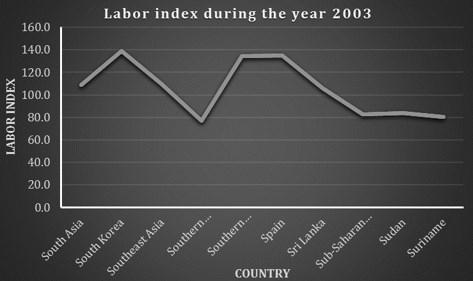 Labor index during the year 2003
160.0
140.0
120.0
100.0
80.0
60.0
40.0
20.0
0.0
LABOR INDEX
South Asia
South Korea
Southeast Asia
Southern...
Southern...
Spain
Sri Lanka
Sub-Saharan...
Sudan
Suriname
COUNTRY